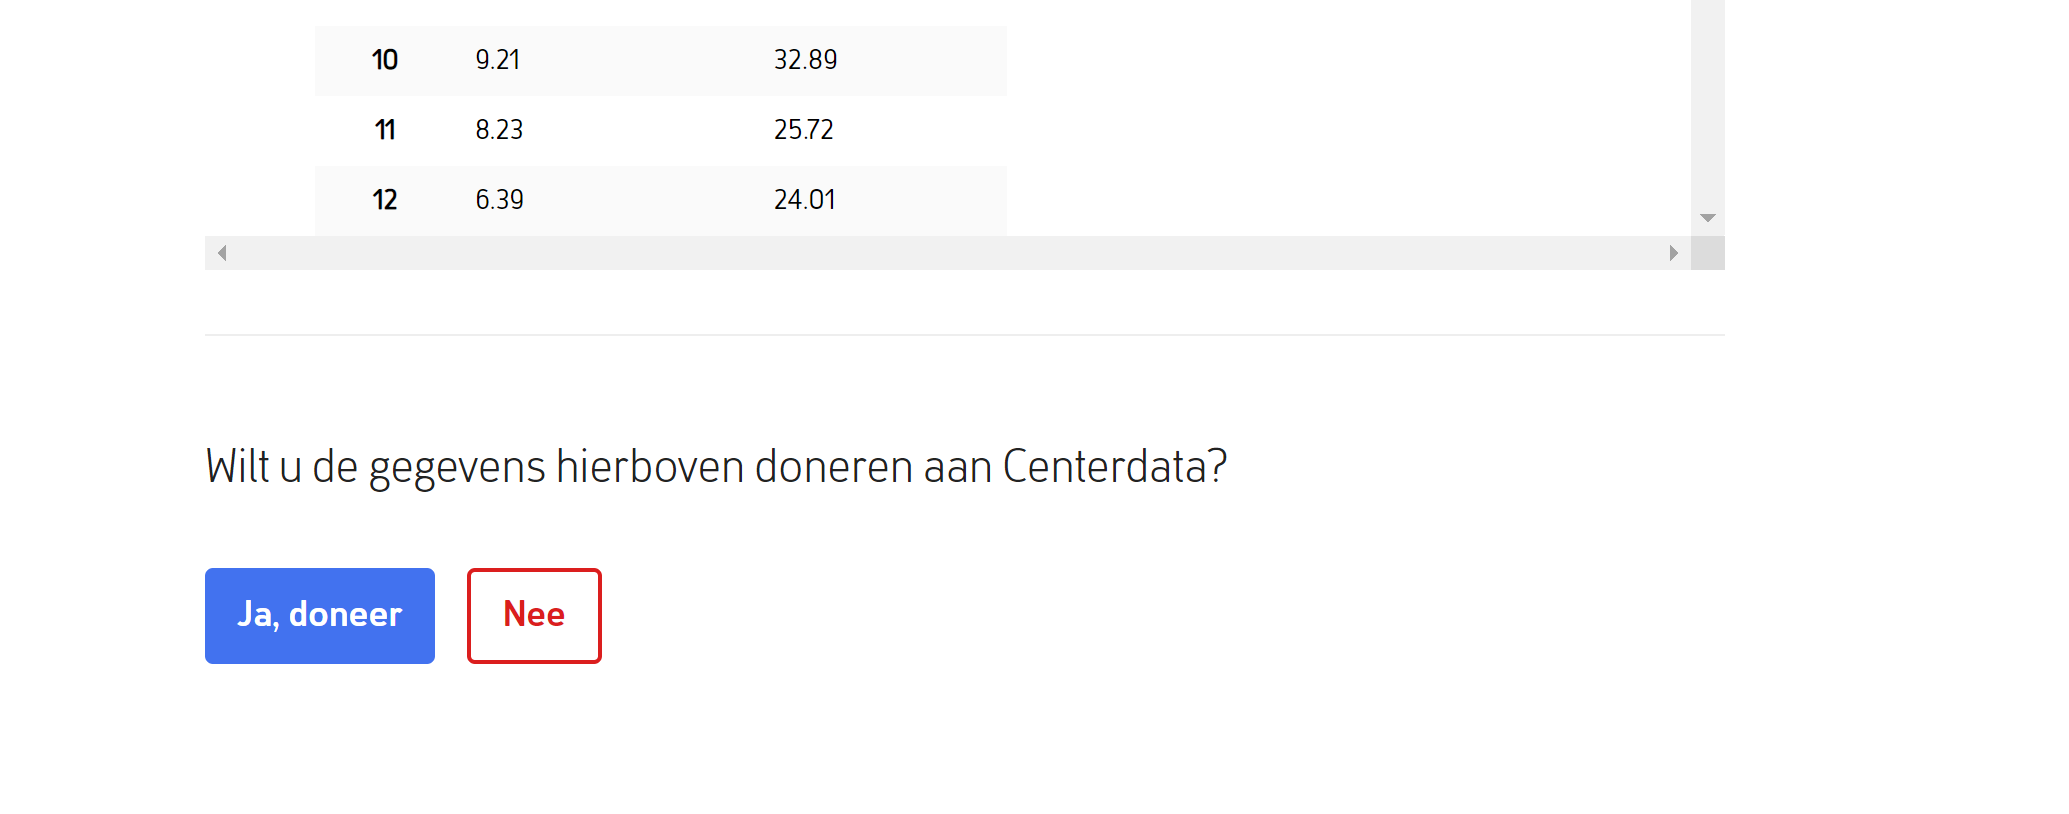 10 9.21 32.89
11 8.23 25.72
12 6.39 24.01
Wilt u de gegevens hierboven doneren aan Centerdata?
Ja, doneer Nee